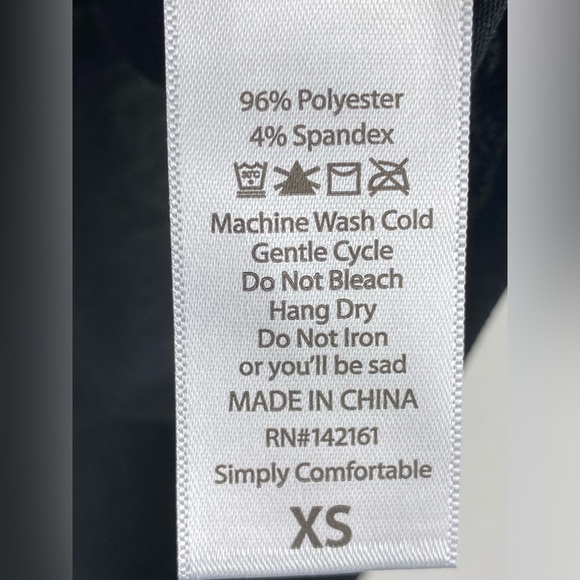 96% Polyester
4% Spandex
Machine Wash Cold
Gentle Cycle
Do Not Bleach
Hang Dry
Do Not Iron
or you'll be sad
MADE IN CHINA
RN#142161
Simply Comfortable
XS